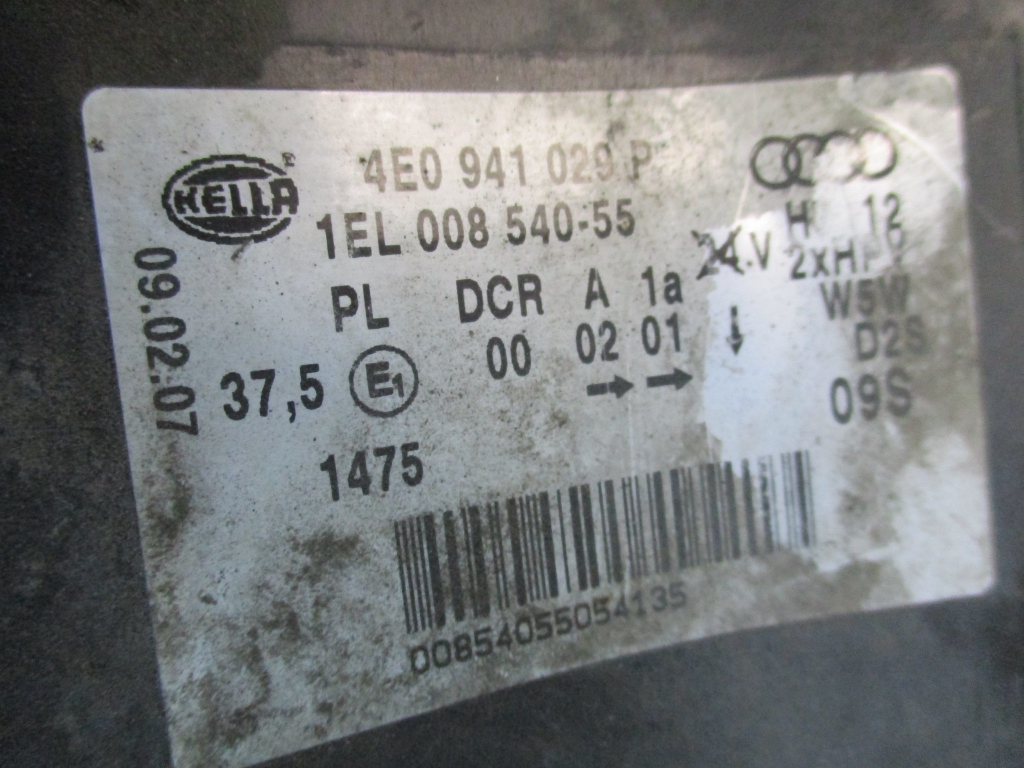 HELLA
4E0 941 029 P
1EL 008 540-55
H 12
24 V 2xHP
PL DCR A 1a
W5W
00 02 01
D2S
37,5 E1
09S
1475
09.02.07
00854055054135